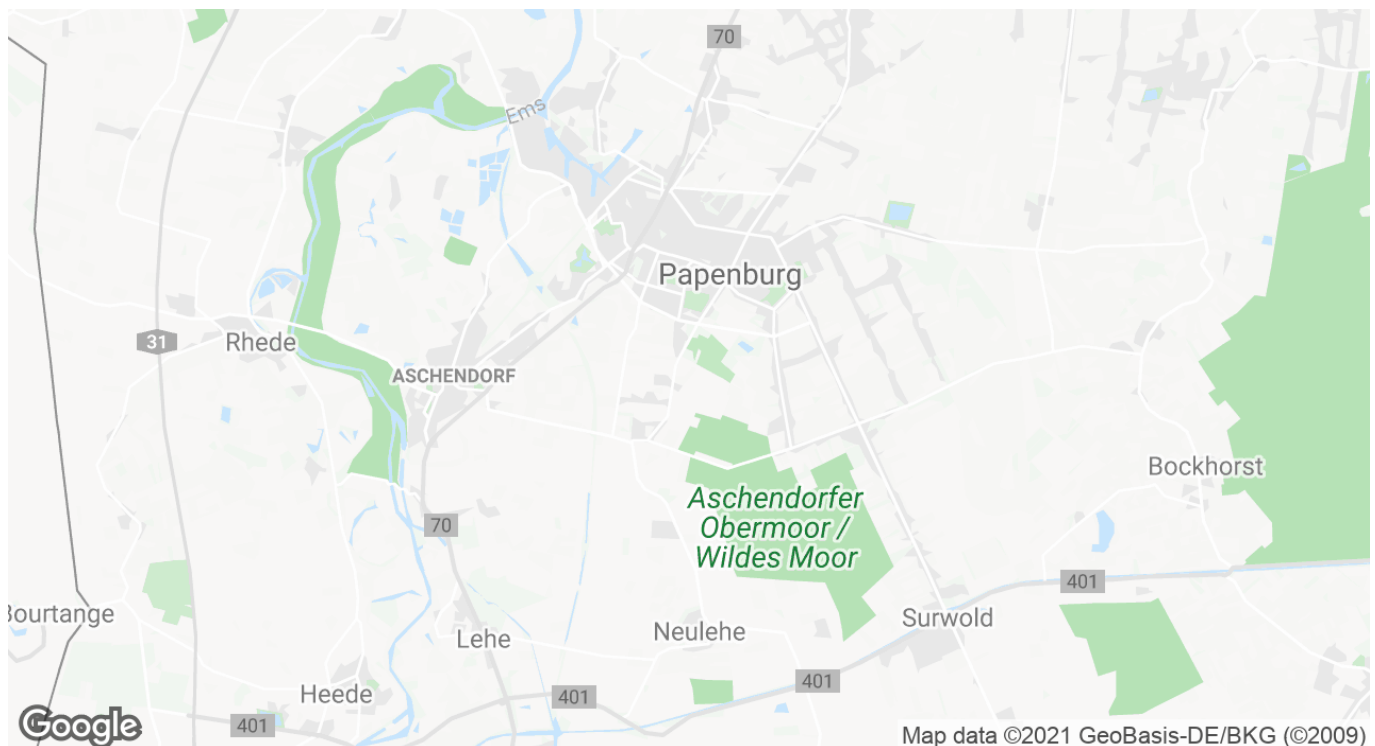 70
Ems
Papenburg
31
Rhede
ASCHENDORF
Bockhorst
Aschendorfer
Obermoor /
Wildes Moor
70
401
Bourtange
Surwold
Neulehe
Lehe
401
Heede
401
401
Google
Map data ©2021 GeoBasis-DE/BKG (©2009)